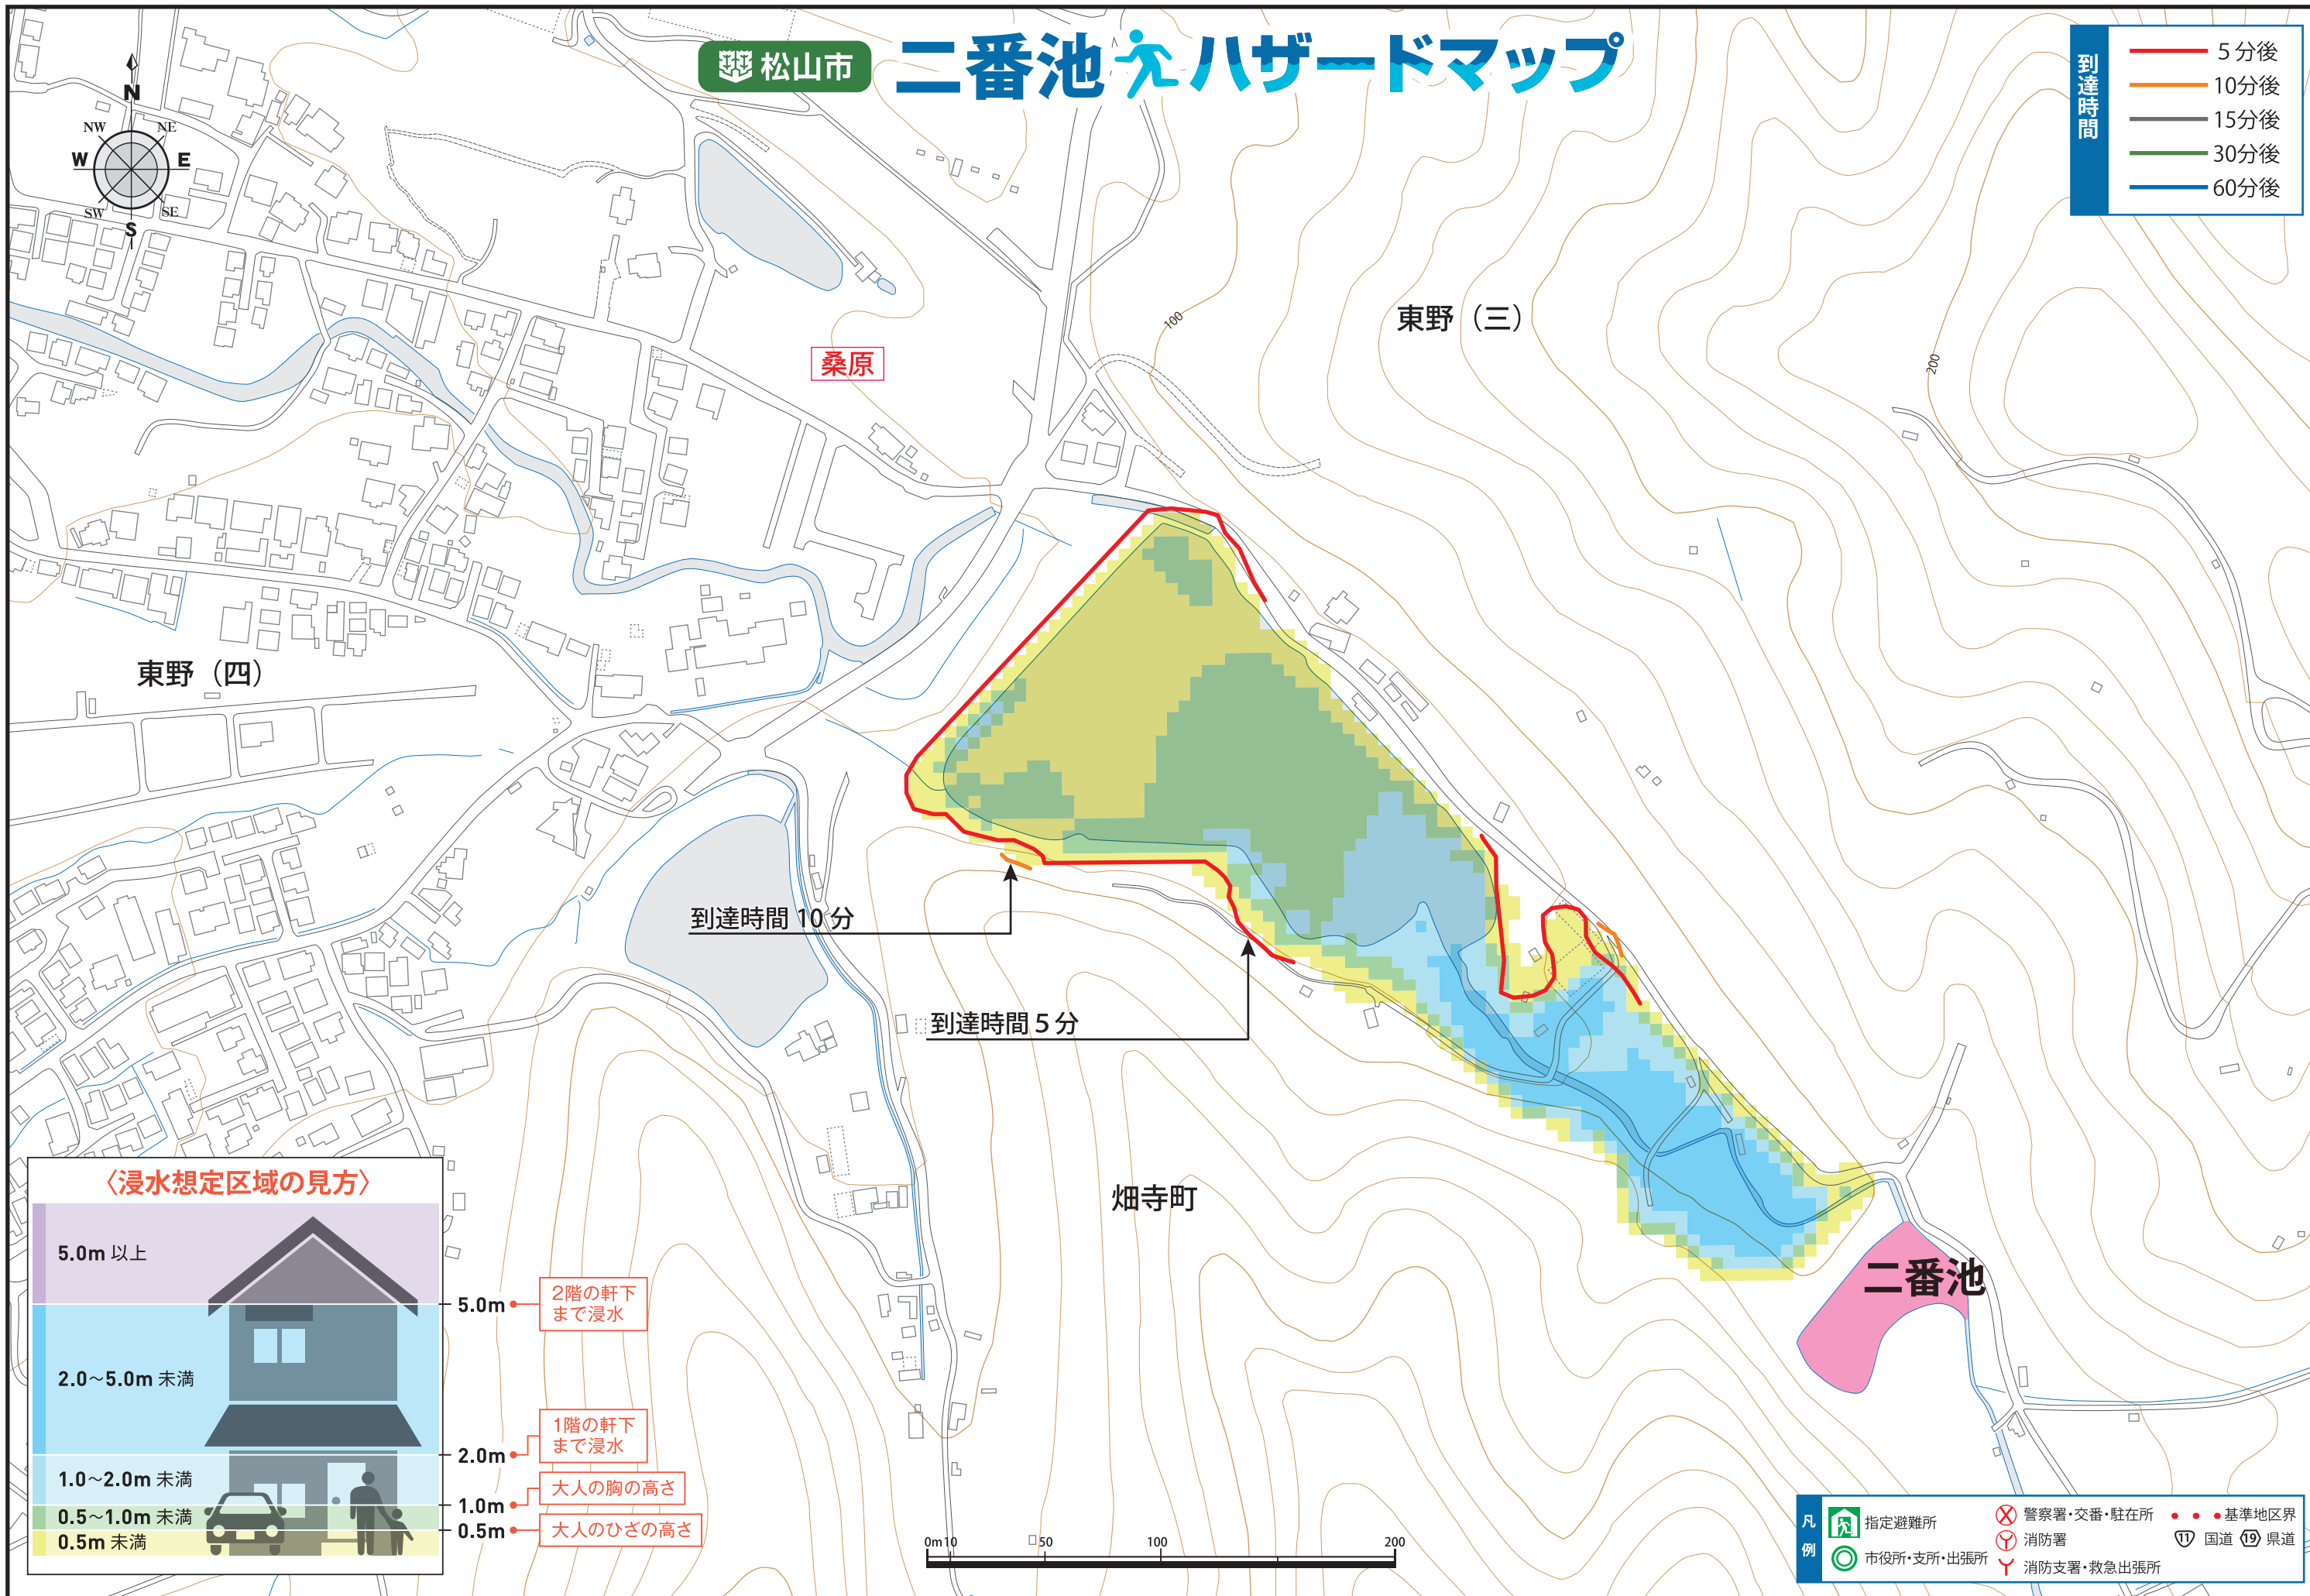 松山市
二番池 ハザードマップ
到達時間
5分後
10分後
15分後
30分後
60分後
N
NW
NE
W
E
SW
SE
S
100
東野（三）
200
桑原
東野（四）
到達時間 10 分
到達時間 5 分
畑寺町
二番池
〈浸水想定区域の見方〉
5.0m 以上
2.0～5.0m 未満
1.0～2.0m 未満
0.5～1.0m 未満
0.5m 未満
5.0m
2階の軒下
まで浸水
2.0m
1階の軒下
まで浸水
1.0m
大人の胸の高さ
0.5m
大人のひざの高さ
0m 10 50 100 200
凡例
指定避難所
市役所・支所・出張所
警察署・交番・駐在所
消防署
消防支署・救急出張所
基準地区界
11 国道 19 県道